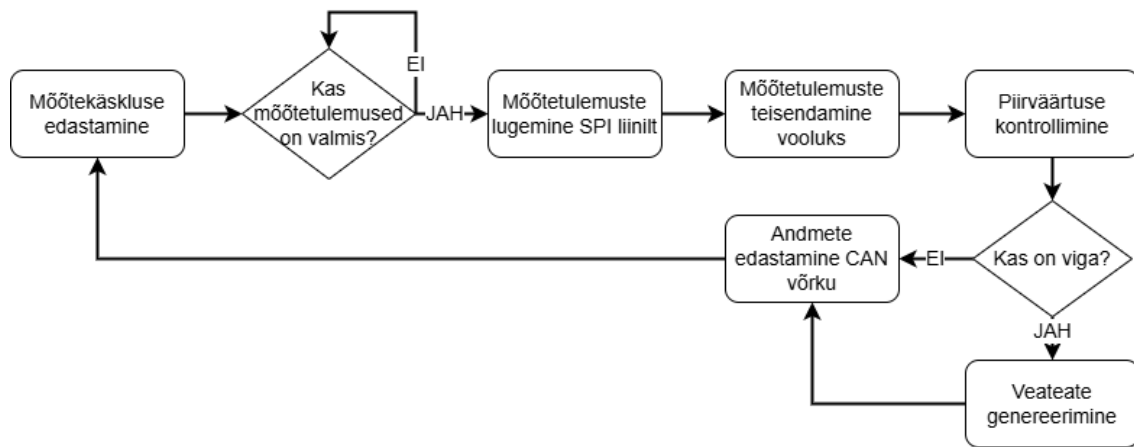 Mõõtekäskluse
edastamine
Kas
mõõtetulemused
on valmis?
EI
JAH
Mõõtetulemuste
lugemine SPI liinilt
Mõõtetulemuste
teisendamine
vooluks
Piirväärtuse
kontrollimine
Kas on viga?
EI
Andmete
edastamine CAN
võrku
JAH
Veateate
genereerimine